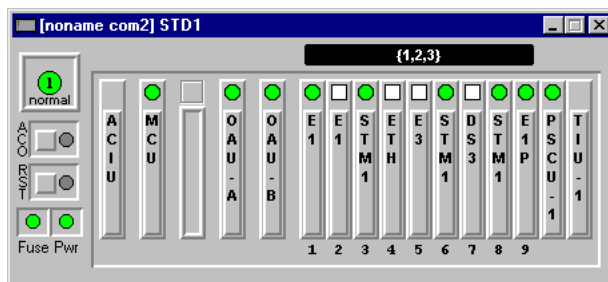 [noname com2] STD1
{1,2,3}
1
normal
ACO
RST
Fuse Pwr
ACIU
MCU
OAU-A
OAU-B
E1
E1
STM1
ETH
E3
STM1
DS3
STM1
E1P
PSCU-1
TIU-1
1 2 3 4 5 6 7 8 9